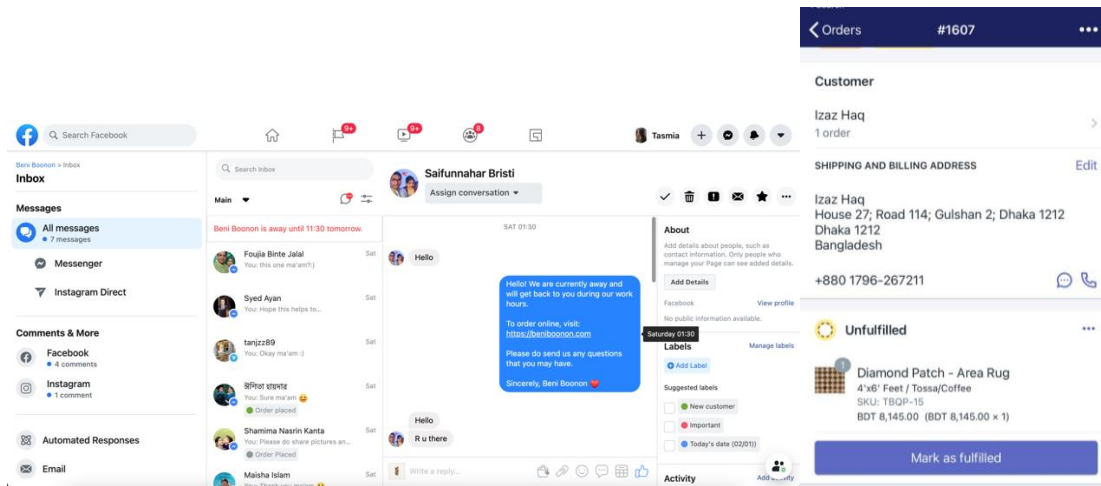 Search Facebook
9+
9+
8
Tasmia
Beni Boonon > Inbox
Inbox
Messages
All messages
7 messages
Messenger
Instagram Direct
Comments & More
Facebook
4 comments
Instagram
1 comment
Automated Responses
Email
Search Inbox
Main
Beni Boonon is away until 11:30 tomorrow.
Foujia Binte Jalal
Sat
You: this one ma'am?:)
Syed Ayan
Sat
You: Hope this helps to...
tanjzz89
Sat
You: Okay ma'am :)
ঈশিতা হায়দার
Sat
You: Sure ma'am
Order placed
Shamima Nasrin Kanta
Sat
You: Please do share pictures an...
Order Placed
Maisha Islam
Sat
Saifunnahar Bristi
Assign conversation
SAT 01:30
Hello
Hello! We are currently away and
will get back to you during our work
hours.
To order online, visit:
https://beniboonon.com
Please do send us any questions
that you may have.
Sincerely, Beni Boonon
Saturday 01:30
Hello
R u there
Write a reply...
About
Add details about people, such as
contact information. Only people who
manage your Page can see added details.
Add Details
Facebook
View profile
No public information available.
Labels
Manage labels
Add Label
Suggested labels
New customer
Important
Today's date (02/01))
Activity
Orders
#1607
Customer
Izaz Haq
1 order
SHIPPING AND BILLING ADDRESS
Edit
Izaz Haq
House 27; Road 114; Gulshan 2; Dhaka 1212
Dhaka 1212
Bangladesh
+880 1796-267211
Unfulfilled
1
Diamond Patch - Area Rug
4'x6' Feet / Tossa/Coffee
SKU: TBQP-15
BDT 8,145.00 (BDT 8,145.00 × 1)
Mark as fulfilled